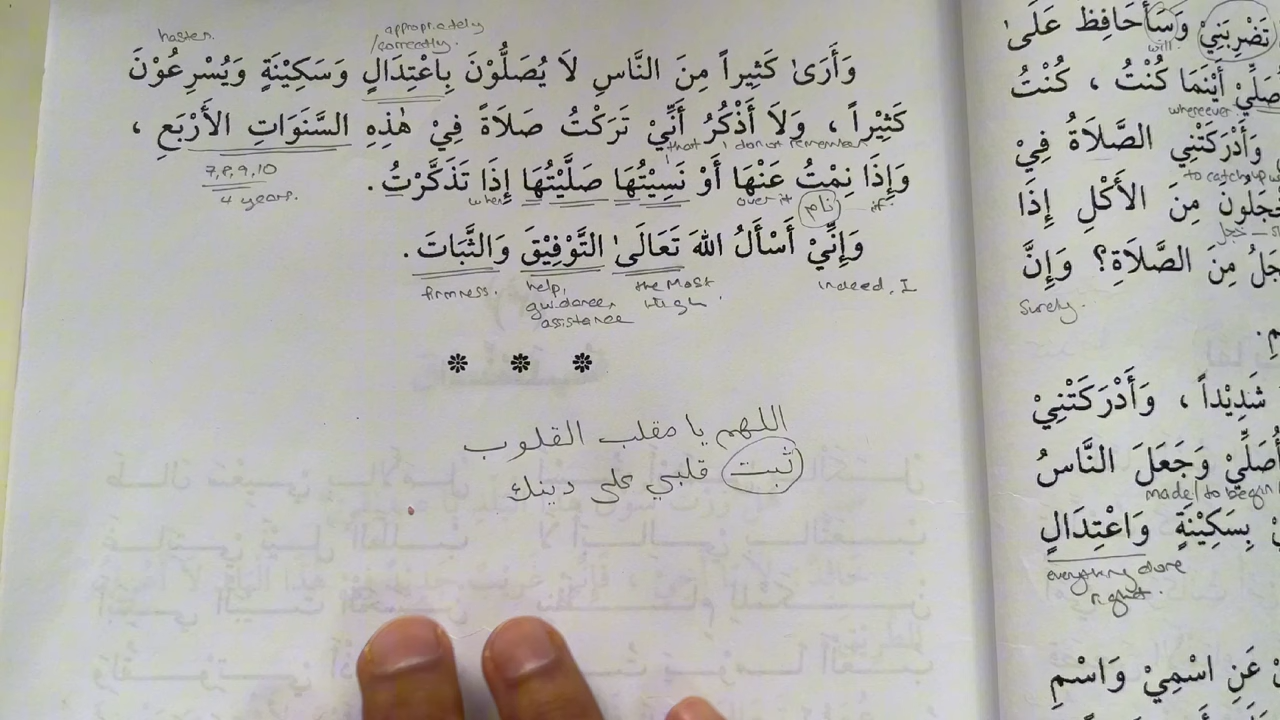 hasten.
appropriately
/correctly.
وَأَرَىٰ كَثِيراً مِنَ النَّاسِ لَا يُصَلُّوْنَ بِاعْتِدَالٍ وَسَكِيْنَةٍ وَيُسْرِعُوْنَ
كَثِيْراً ، وَلَا أَذْكُرُ أَنِّيْ تَرَكْتُ صَلَاةً فِيْ هٰذِهِ السَّنَوَاتِ الأَرْبَعِ ،
that I do not remember
7,8,9,10
4 years.
وَإِذَا نِمْتُ عَنْهَا أَوْ نَسِيْتُهَا صَلَّيْتُهَا إِذَا تَذَكَّرْتُ .
if نام over it when
وَإِنِّيْ أَسْأَلُ اللهَ تَعَالَىٰ التَّوْفِيْقَ وَالثَّبَاتَ .
indeed, I
the Most
High.
help,
guidance,
assistance
firmness.
اللهم يا مقلب القلوب
ثبت قلبي على دينك
تَضْرِبَنِيْ وَسَأُحَافِظ عَلَىٰ
will
أَيْنَمَا كُنْتُ ، كُنْتُ
wherever
وَأَدْرَكَتْنِي الصَّلَاةُ فِيْ
to catch up
مِنَ الأَكْلِ إِذَا
مِنَ الصَّلَاةِ؟ وَإِنَّ
Surely.
شَدِيْداً ، وَأَدْرَكَتْنِيْ
أُصَلِّيْ وَجَعَلَ النَّاسُ
made/to begin
بِسَكِيْنَةٍ وَاعْتِدَالٍ
everything done
right.
عَنِ اسْمِيْ وَاسْمِ